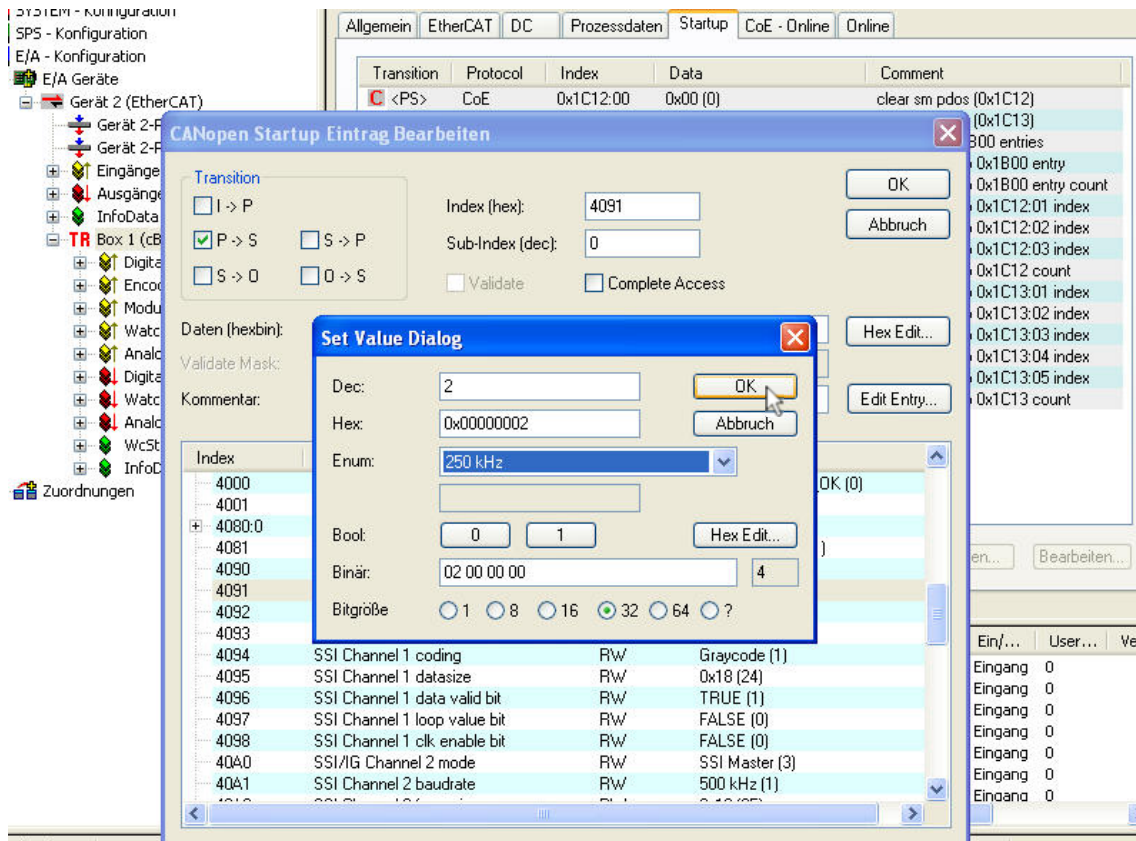 SYSTEM - Konfiguration
SPS - Konfiguration
E/A - Konfiguration
E/A Geräte
Gerät 2 (EtherCAT)
Gerät 2-P
Gerät 2-P
Eingänge
Ausgänge
InfoData
TR Box 1 (cB
Digita
Encod
Modu
Watc
Analo
Digita
Watc
Analo
WcSt
InfoD
Zuordnungen
Allgemein EtherCAT DC Prozessdaten Startup CoE - Online Online
Transition Protocol Index Data Comment
C <PS> CoE 0x1C12:00 0x00 (0) clear sm pdos (0x1C12)
(0x1C13)
B00 entries
0x1B00 entry
0x1B00 entry count
0x1C12:01 index
0x1C12:02 index
0x1C12:03 index
0x1C12 count
0x1C13:01 index
0x1C13:02 index
0x1C13:03 index
0x1C13:04 index
0x1C13:05 index
0x1C13 count
en... Bearbeiten...
CANopen Startup Eintrag Bearbeiten
Transition
I -> P
P -> S S -> P
S -> O O -> S
Index (hex): 4091
Sub-Index (dec): 0
Validate Complete Access
OK
Abbruch
Daten (hexbin): Hex Edit...
Validate Mask:
Kommentar: Edit Entry...
Set Value Dialog
Dec: 2 OK
Hex: 0x00000002 Abbruch
Enum: 250 kHz
Bool: 0 1 Hex Edit...
Binär: 02 00 00 00 4
Bitgröße 1 8 16 32 64 ?
Index
4000 OK (0)
4001
4080:0
4081 )
4090
4091
4092
4093
4094 SSI Channel 1 coding RW Graycode (1)
4095 SSI Channel 1 datasize RW 0x18 (24)
4096 SSI Channel 1 data valid bit RW TRUE (1)
4097 SSI Channel 1 loop value bit RW FALSE (0)
4098 SSI Channel 1 clk enable bit RW FALSE (0)
40A0 SSI/IG Channel 2 mode RW SSI Master (3)
40A1 SSI Channel 2 baudrate RW 500 kHz (1)
Ein/... User... Ve
Eingang 0
Eingang 0
Eingang 0
Eingang 0
Eingang 0
Eingang 0
Eingang 0